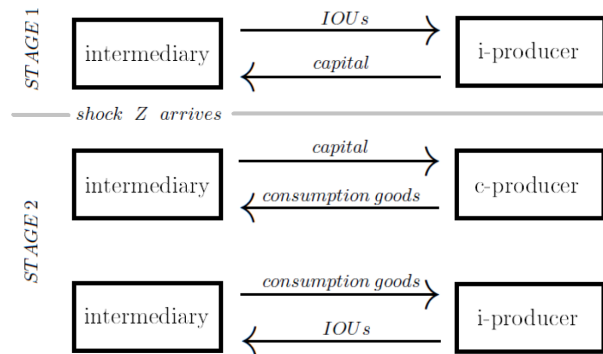 STAGE 1
IOUs
intermediary
i-producer
capital
shock Z arrives
STAGE 2
capital
intermediary
c-producer
consumption goods
consumption goods
intermediary
i-producer
IOUs